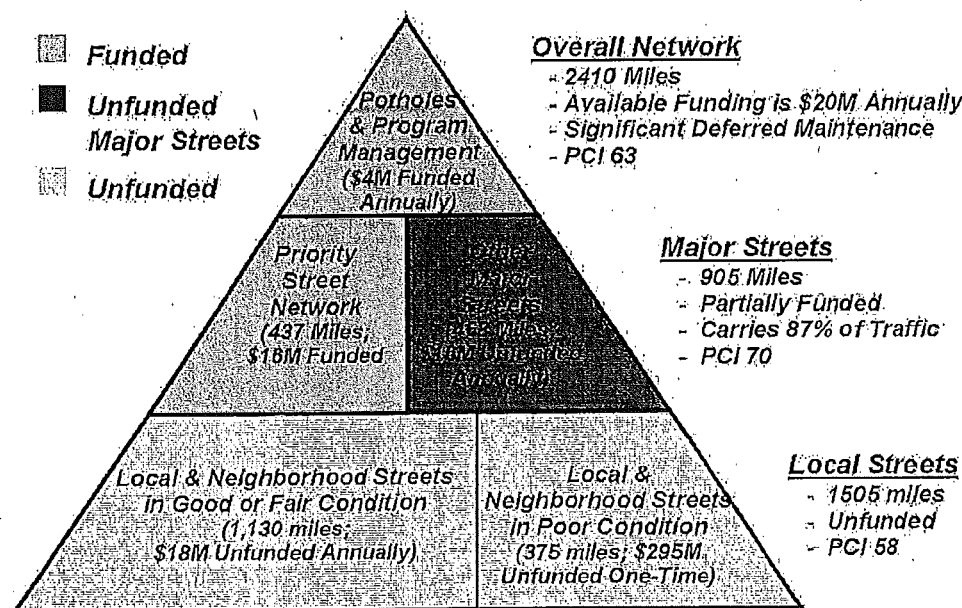 Funded
Unfunded
Major Streets
Unfunded
Potholes
& Program
Management
($4M Funded
Annually)
Overall Network
- 2410 Miles
- Available Funding is $20M Annually
- Significant Deferred Maintenance
- PCI 63
Priority
Street
Network
(437 Miles;
$16M Funded
Other
Major
Streets
Miles;
Unfunded
Annually)
Major Streets
- 905 Miles
- Partially Funded
- Carries 87% of Traffic
- PCI 70
Local & Neighborhood Streets
in Good or Fair Condition
(1,130 miles;
$18M Unfunded Annually)
Local &
Neighborhood Streets
in Poor Condition
(375 miles; $295M
Unfunded One-Time)
Local Streets
- 1505 miles
- Unfunded
- PCI 58